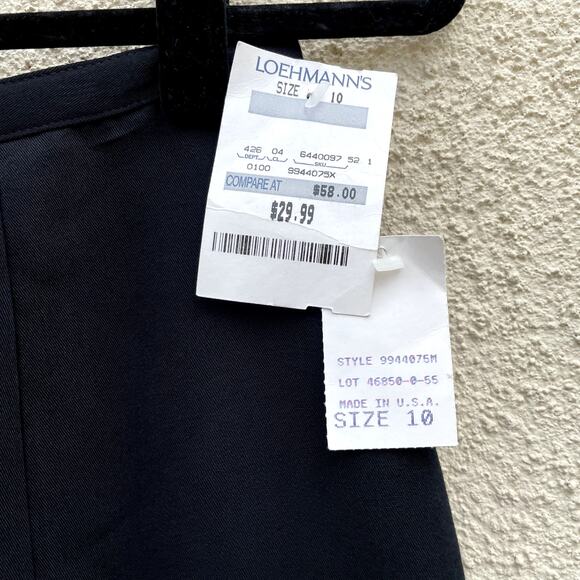 LOEHMANN'S
SIZE 10
426 04 6440097 52 1
DEPT. CL. SKU
0100 9944075X
COMPARE AT $58.00
$29.99
STYLE 9944075M
LOT 46850-0-55
MADE IN U.S.A.
SIZE 10